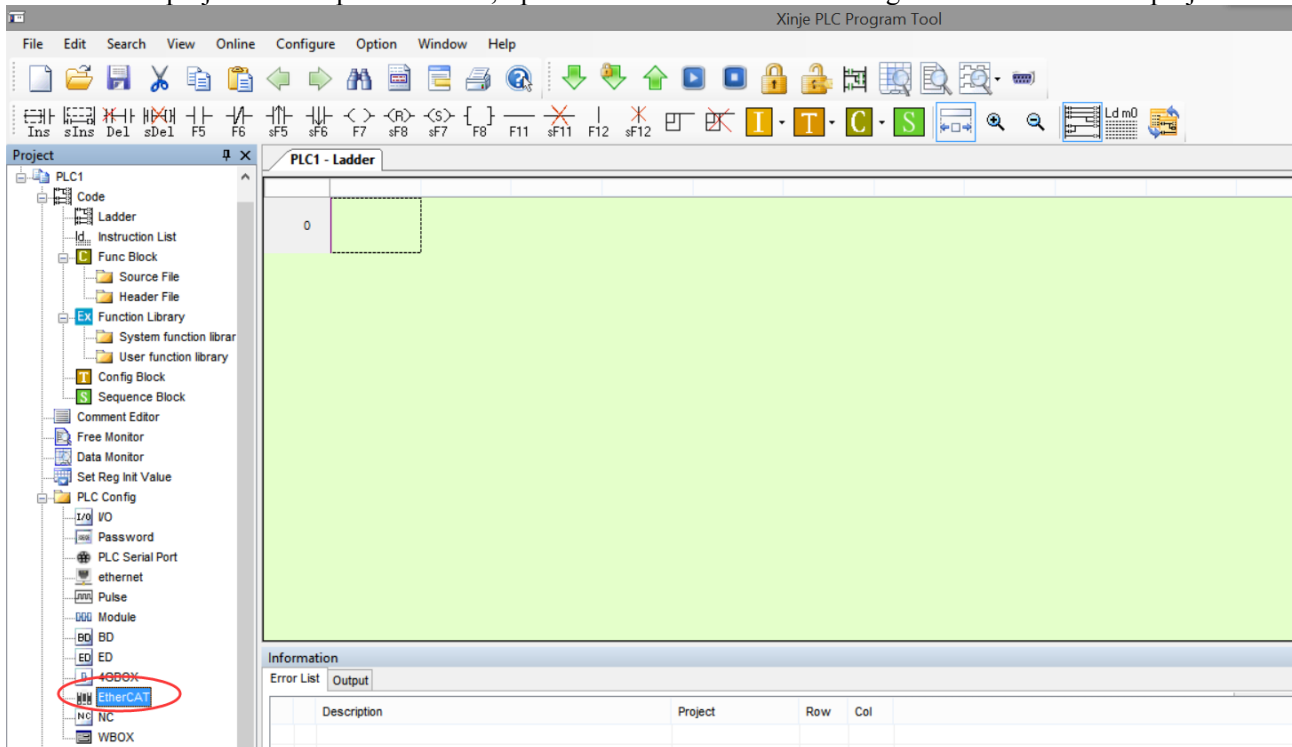 Xinje PLC Program Tool
File Edit Search View Online Configure Option Window Help
Ins sIns Del sDel F5 F6 sF5 sF6 F7 sF8 sF7 F8 F11 sF11 F12 sF12 I T C S Ld m0
Project
PLC1 - Ladder
PLC1
Code
Ladder
Instruction List
C Func Block
Source File
Header File
Ex Function Library
System function librar
User function library
T Config Block
S Sequence Block
Comment Editor
Free Monitor
Data Monitor
Set Reg Init Value
PLC Config
I/O I/O
Password
PLC Serial Port
ethernet
Pulse
Module
BD BD
ED ED
4GBOX
EtherCAT
NC NC
WBOX
0
Information
Error List Output
Description Project Row Col